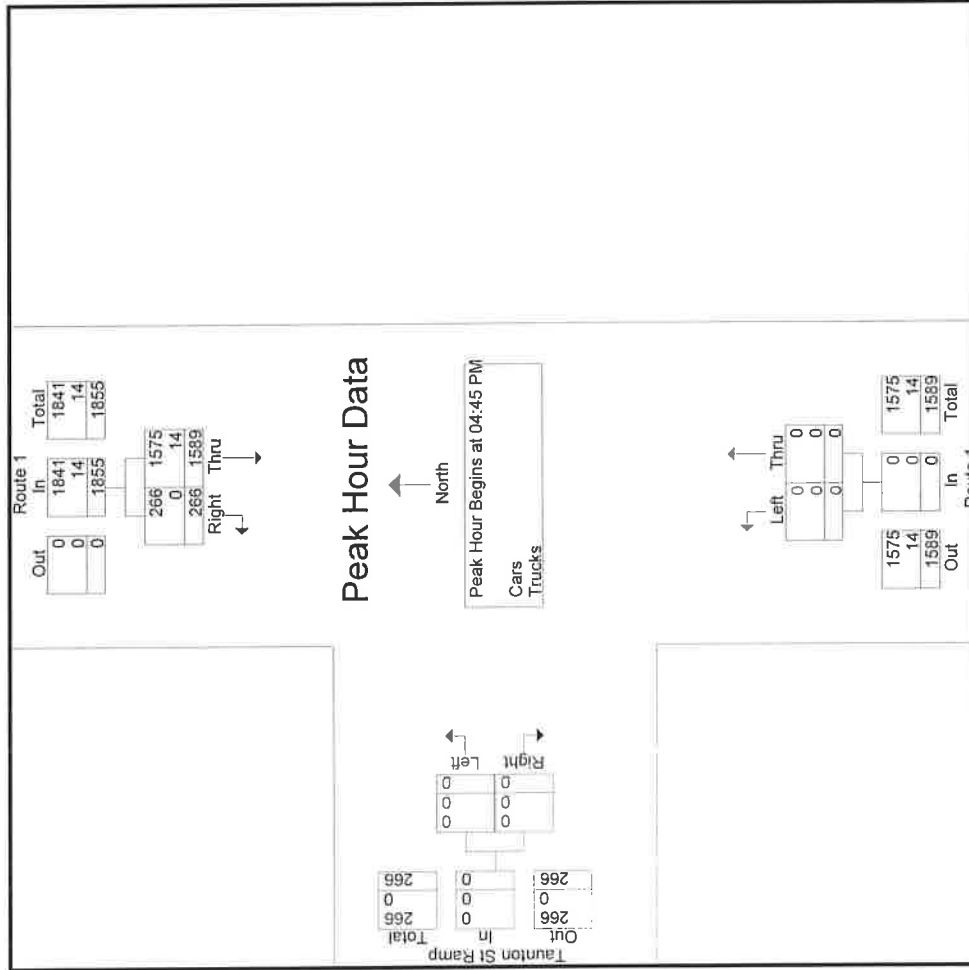 Route 1
Out In Total
0 1841 1841
0 14 14
0 1855 1855
266 1575
0 14
266 1589
Right Thru
Peak Hour Data
North
Peak Hour Begins at 04:45 PM
Cars
Trucks
Taunton St Ramp
Out In Total
266 0 266
0 0 0
266 0 266
Right Left
0 0
0 0
0 0
Left Thru
0 0
0 0
0 0
1575 0 1575
14 0 14
1589 0 1589
Out In Total